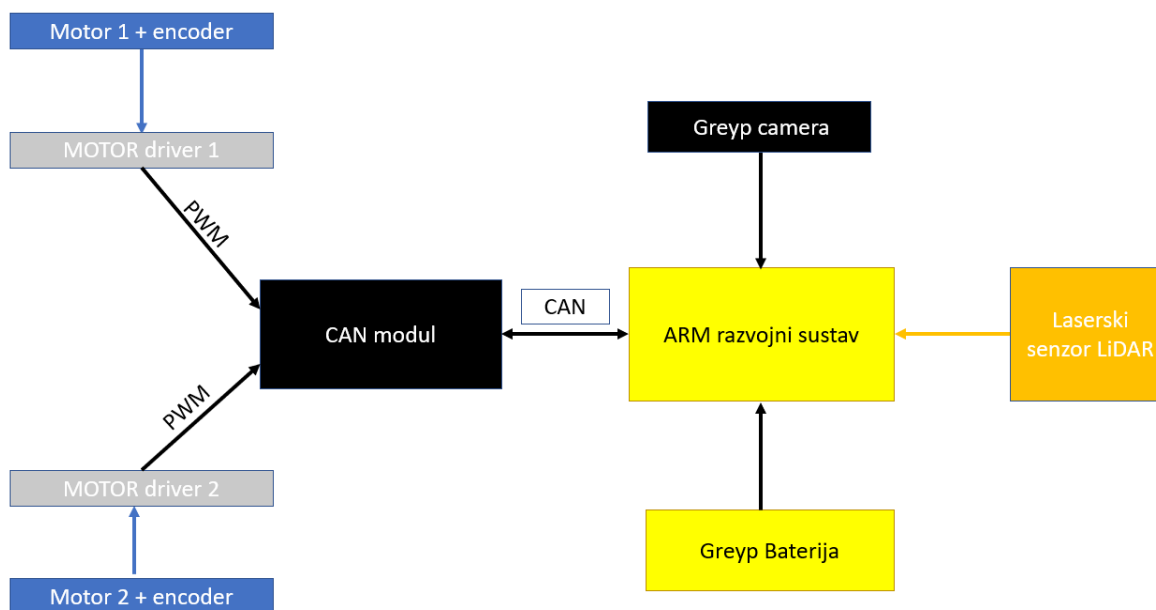 Motor 1 + encoder
MOTOR driver 1
PWM
Greyp camera
CAN modul
CAN
ARM razvojni sustav
Laserski
senzor LiDAR
PWM
MOTOR driver 2
Greyp Baterija
Motor 2 + encoder